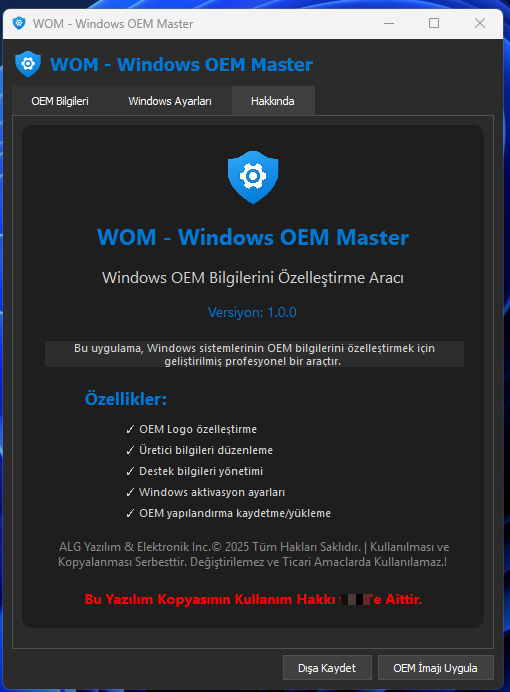 WOM - Windows OEM Master
WOM - Windows OEM Master
OEM Bilgileri
Windows Ayarları
Hakkında
WOM - Windows OEM Master
Windows OEM Bilgilerini Özelleştirme Aracı
Versiyon: 1.0.0
Bu uygulama, Windows sistemlerinin OEM bilgilerini özelleştirmek için
geliştirilmiş profesyonel bir araçtır.
Özellikler:
✓ OEM Logo özelleştirme
✓ Üretici bilgileri düzenleme
✓ Destek bilgileri yönetimi
✓ Windows aktivasyon ayarları
✓ OEM yapılandırma kaydetme/yükleme
ALG Yazılım & Elektronik Inc.© 2025 Tüm Hakları Saklıdır. | Kullanılması ve
Kopyalanması Serbesttir. Değiştirilemez ve Ticari Amaclarda Kullanılamaz.!
Bu Yazılım Kopyasının Kullanım Hakkı Aittir.
Dışa Kaydet
OEM İmajı Uygula